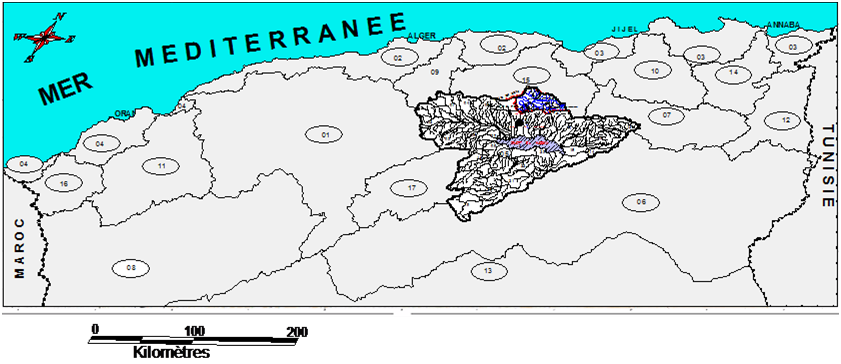 N
W
E
S
MER MEDITERRANEE
ALGER
JIJEL
ANNABA
ORAN
02
02
03
03
03
09
15
10
14
04
01
07
12
04
11
04
16
17
06
08
13
MAROC
TUNISIE
0 100 200
Kilomètres